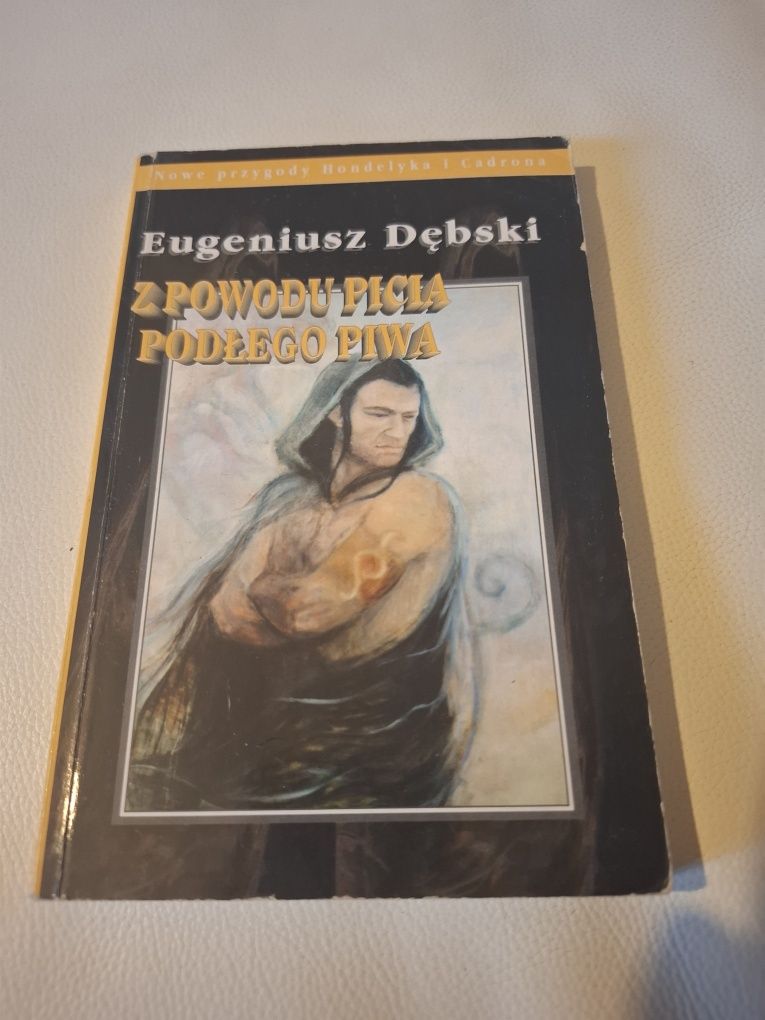 Nowe przygody Hondelyka i Cadrona
Eugeniusz Dębski
Z POWODU PICIA
PODŁEGO PIWA